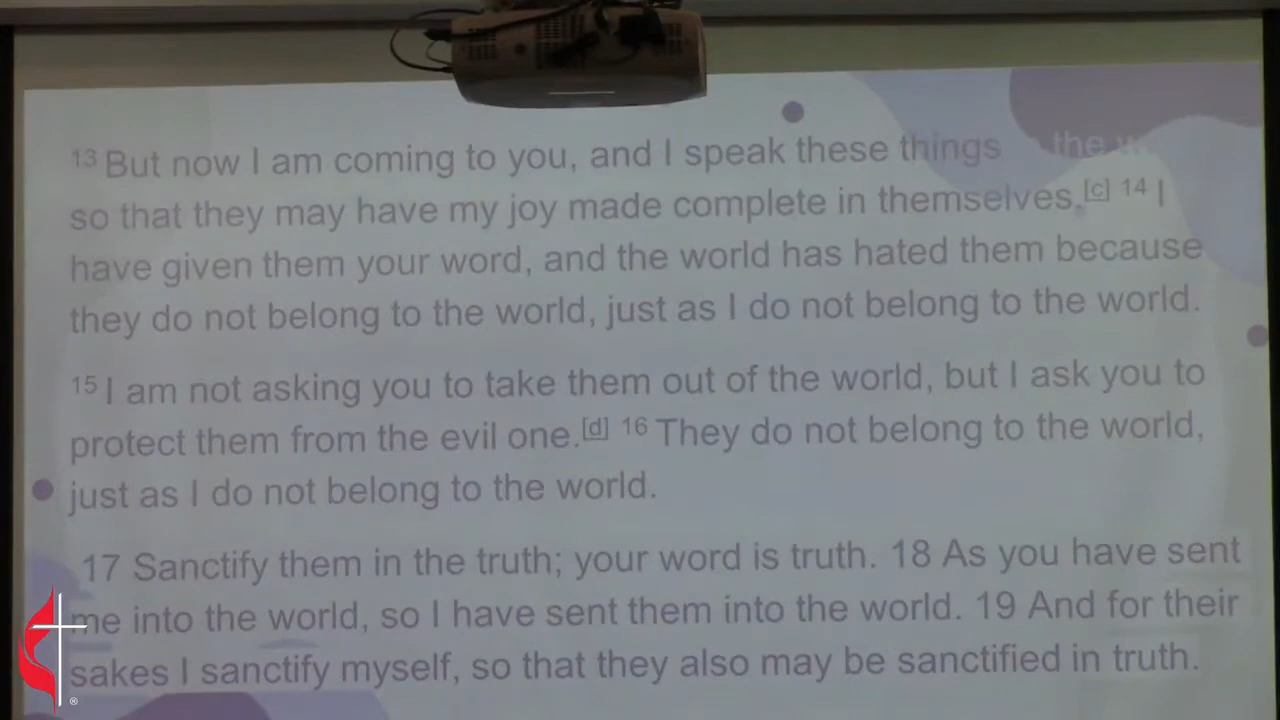 13 But now I am coming to you, and I speak these things the
so that they may have my joy made complete in themselves.[c] 14 I
have given them your word, and the world has hated them because
they do not belong to the world, just as I do not belong to the world.
15 I am not asking you to take them out of the world, but I ask you to
protect them from the evil one.[d] 16 They do not belong to the world,
just as I do not belong to the world.
17 Sanctify them in the truth; your word is truth. 18 As you have sent
me into the world, so I have sent them into the world. 19 And for their
sakes I sanctify myself, so that they also may be sanctified in truth.
®